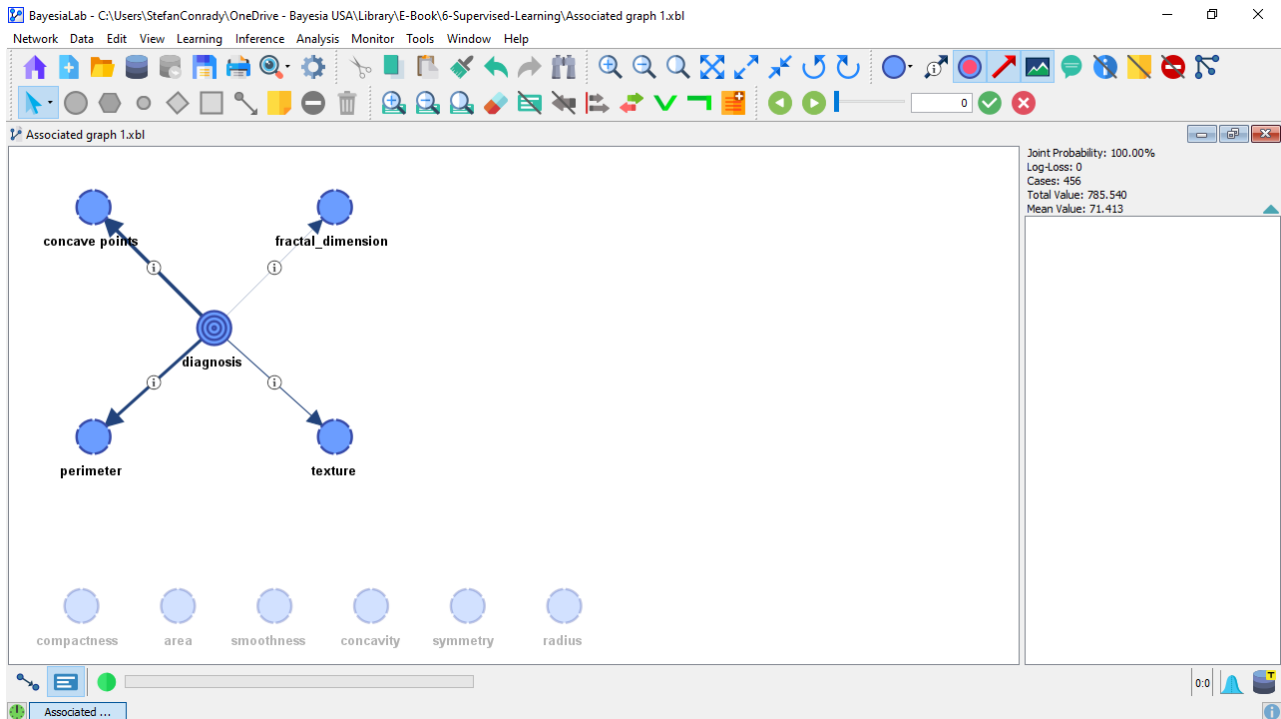 BayesiaLab - C:\Users\StefanConrady\OneDrive - Bayesia USA\Library\E-Book\6-Supervised-Learning\Associated graph 1.xbl
Network Data Edit View Learning Inference Analysis Monitor Tools Window Help
0
Associated graph 1.xbl
Joint Probability: 100.00%
Log-Loss: 0
Cases: 456
Total Value: 785.540
Mean Value: 71.413
concave points
fractal_dimension
i
i
diagnosis
i
i
perimeter
texture
compactness
area
smoothness
concavity
symmetry
radius
0:0
T
Associated ...
i